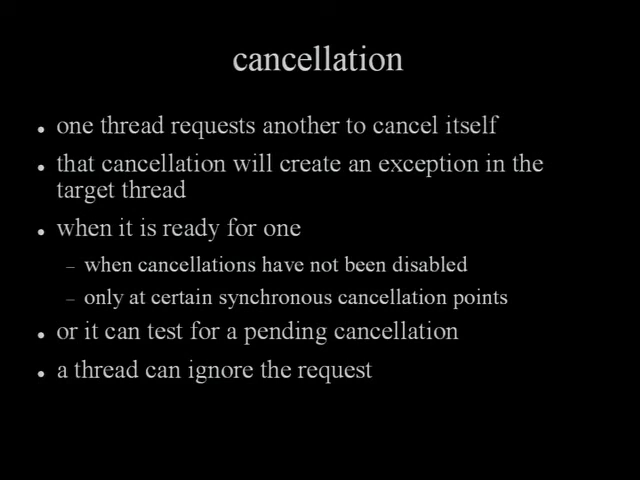 cancellation
• one thread requests another to cancel itself
• that cancellation will create an exception in the
target thread
• when it is ready for one
– when cancellations have not been disabled
– only at certain synchronous cancellation points
• or it can test for a pending cancellation
• a thread can ignore the request